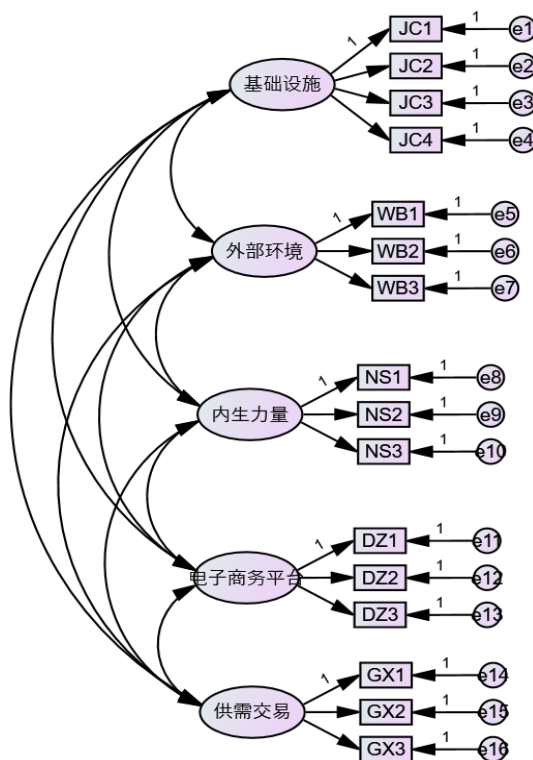 1 JC1 1 e1
JC2 1 e2
基础设施
JC3 1 e3
JC4 1 e4
1 WB1 1 e5
外部环境 WB2 1 e6
WB3 1 e7
1 NS1 1 e8
内生力量 NS2 1 e9
NS3 1 e10
1 DZ1 1 e11
电子商务平台 DZ2 1 e12
DZ3 1 e13
1 GX1 1 e14
供需交易 GX2 1 e15
GX3 1 e16